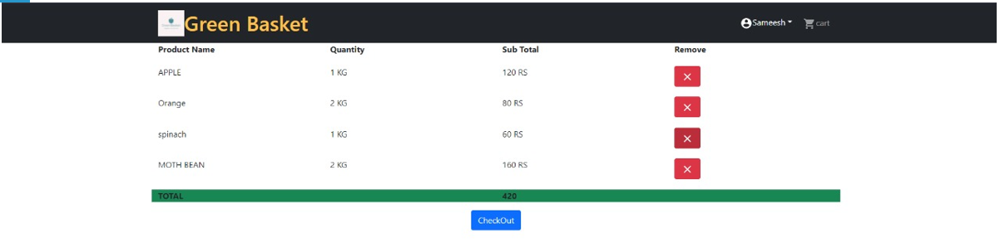 Green Basket
Sameesh cart
Product Name Quantity Sub Total Remove
APPLE 1 KG 120 RS
Orange 2 KG 80 RS
spinach 1 KG 60 RS
MOTH BEAN 2 KG 160 RS
TOTAL 420
CheckOut